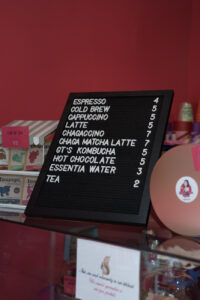 ESPRESSO 4
COLD BREW 5
CAPPUCCINO 5
LATTE 5
CHAGACCINO 7
CHAGA MATCHA LATTE 7
GT'S KOMBUCHA 5
HOT CHOCOLATE 5
ESSENTIA WATER 3
TEA 2